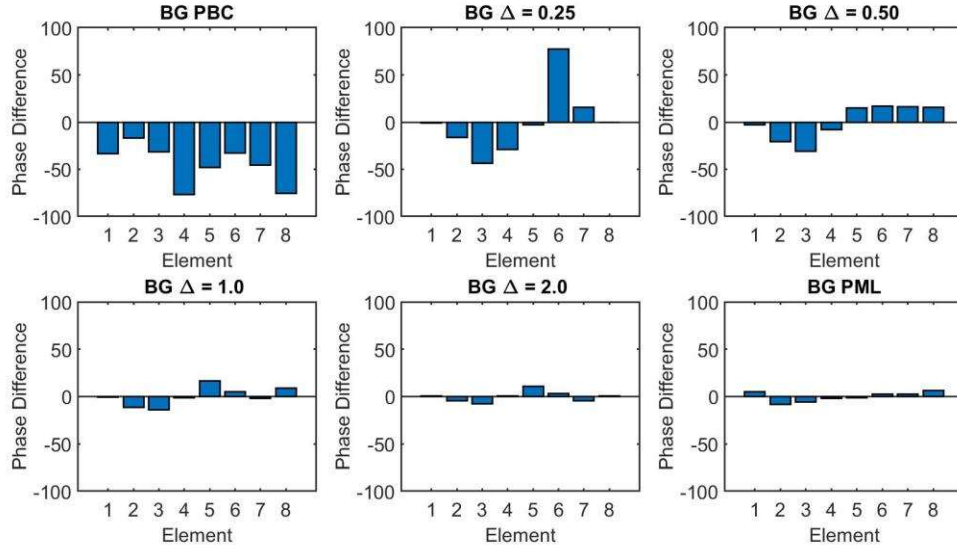 BG PBC
Phase Difference
100
50
0
-50
-100
1 2 3 4 5 6 7 8
Element
BG Δ = 0.25
Phase Difference
100
50
0
-50
-100
1 2 3 4 5 6 7 8
Element
BG Δ = 0.50
Phase Difference
100
50
0
-50
-100
1 2 3 4 5 6 7 8
Element
BG Δ = 1.0
Phase Difference
100
50
0
-50
-100
1 2 3 4 5 6 7 8
Element
BG Δ = 2.0
Phase Difference
100
50
0
-50
-100
1 2 3 4 5 6 7 8
Element
BG PML
Phase Difference
100
50
0
-50
-100
1 2 3 4 5 6 7 8
Element